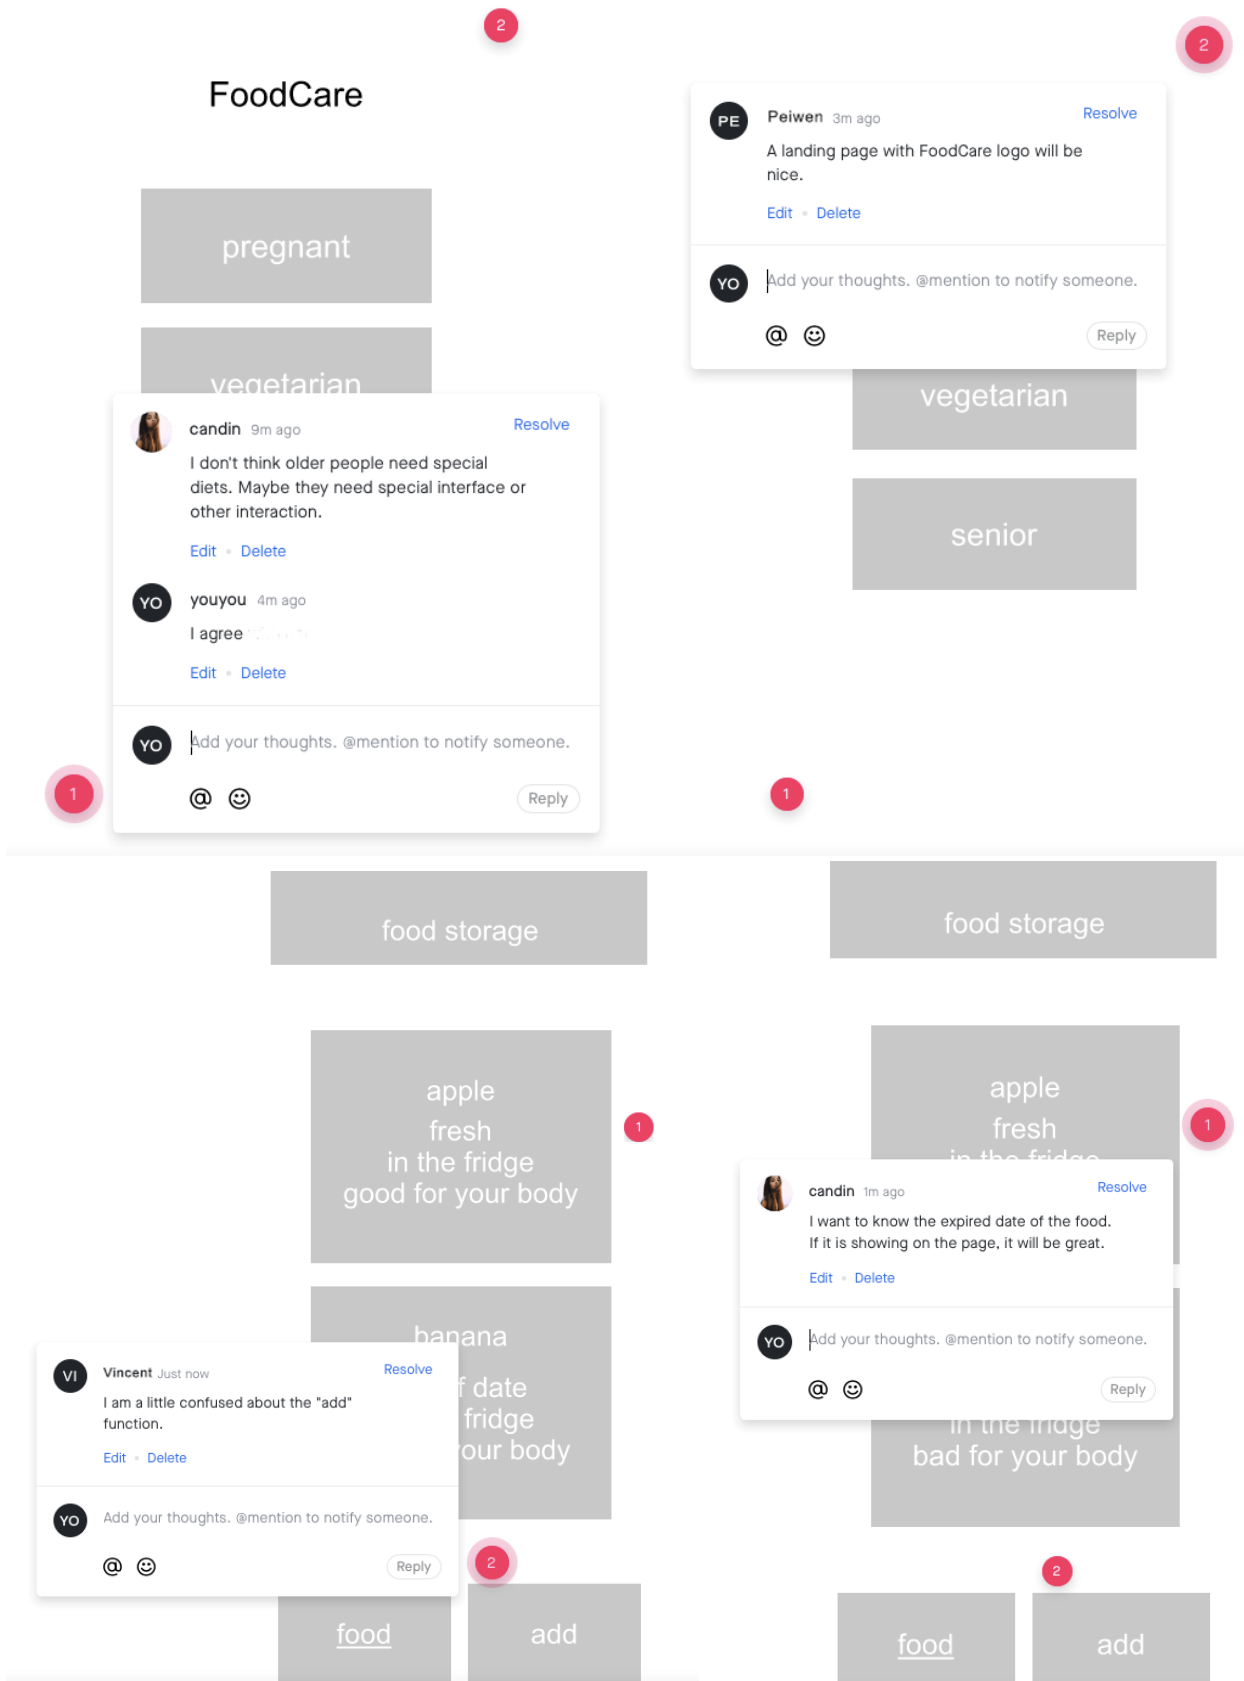 2
FoodCare
pregnant
vegetarian
candin 9m ago
Resolve
I don't think older people need special
diets. Maybe they need special interface or
other interaction.
Edit • Delete
YO
youyou 4m ago
I agree
Edit • Delete
YO
Add your thoughts. @mention to notify someone.
@
Reply
1
2
PE
Peiwen 3m ago
Resolve
A landing page with FoodCare logo will be
nice.
Edit • Delete
YO
Add your thoughts. @mention to notify someone.
@
Reply
vegetarian
senior
1
food storage
apple
fresh
in the fridge
good for your body
1
banana
date
fridge
your body
VI
Vincent Just now
Resolve
I am a little confused about the "add"
function.
Edit • Delete
YO
Add your thoughts. @mention to notify someone.
@
Reply
2
food
add
food storage
apple
fresh
in the fridge
1
candin 1m ago
Resolve
I want to know the expired date of the food.
If it is showing on the page, it will be great.
Edit • Delete
YO
Add your thoughts. @mention to notify someone.
@
Reply
in the fridge
bad for your body
2
food
add